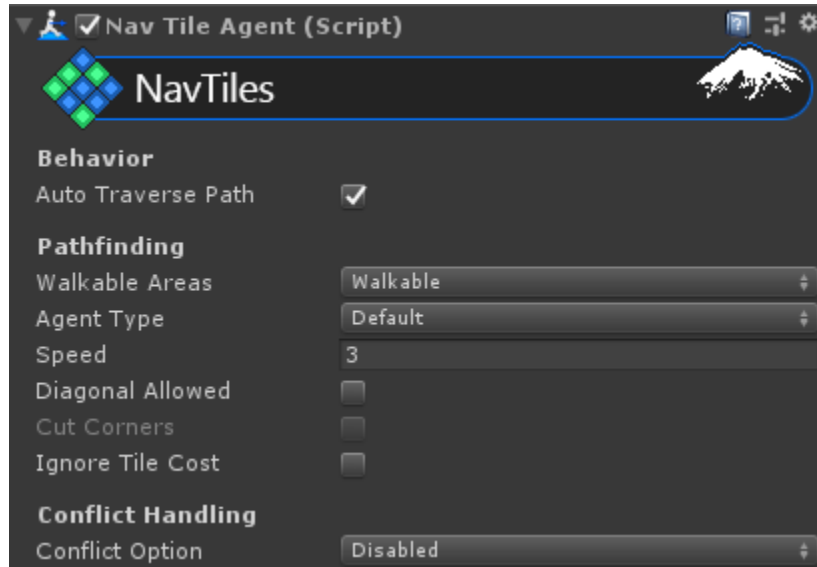 Nav Tile Agent (Script)
NavTiles
Behavior
Auto Traverse Path
Pathfinding
Walkable Areas Walkable
Agent Type Default
Speed 3
Diagonal Allowed
Cut Corners
Ignore Tile Cost
Conflict Handling
Conflict Option Disabled